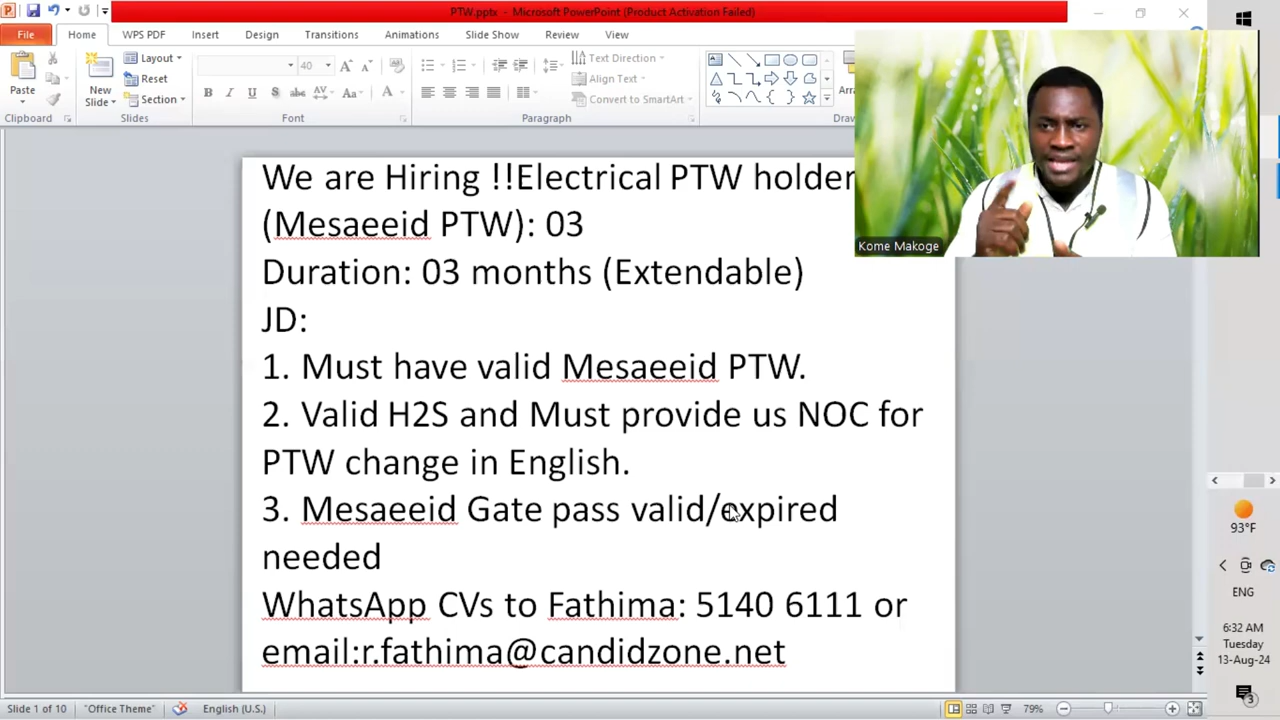 PTW.pptx - Microsoft PowerPoint (Product Activation Failed)
File Home WPS PDF Insert Design Transitions Animations Slide Show Review View
Paste
New Slide
Layout
Reset
Section
40
B I U S abc AV Aa A
Text Direction
Align Text
Convert to SmartArt
Clipboard Slides Font Paragraph
Kome Makoge
We are Hiring !!Electrical PTW holder
(Mesaeeid PTW): 03
Duration: 03 months (Extendable)
JD:
1. Must have valid Mesaeeid PTW.
2. Valid H2S and Must provide us NOC for
PTW change in English.
3. Mesaeeid Gate pass valid/expired
needed
WhatsApp CVs to Fathima: 5140 6111 or
email:r.fathima@candidzone.net
93°F
ENG
6:32 AM
Tuesday
13-Aug-24
3
Slide 1 of 10 "Office Theme" English (U.S.) 79%